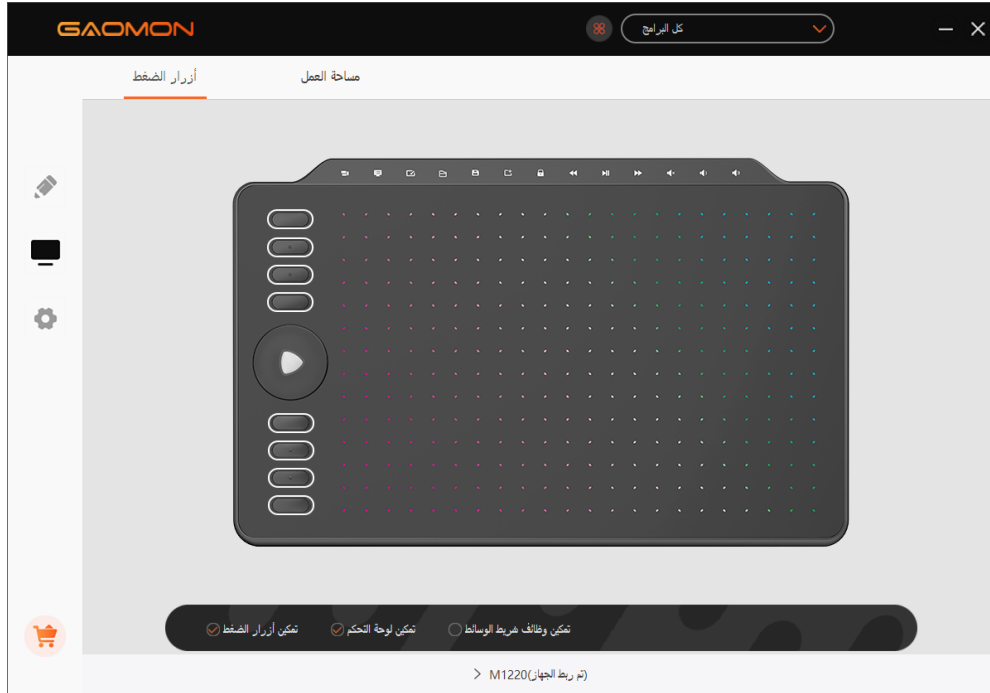 GAOMON
كل البرامج
أزرار الضغط
مساحة العمل
تمكين أزرار الضغط
تمكين لوحة التحكم
تمكين وظائف شريط الوسائط
M1220(تم ربط الجهاز)